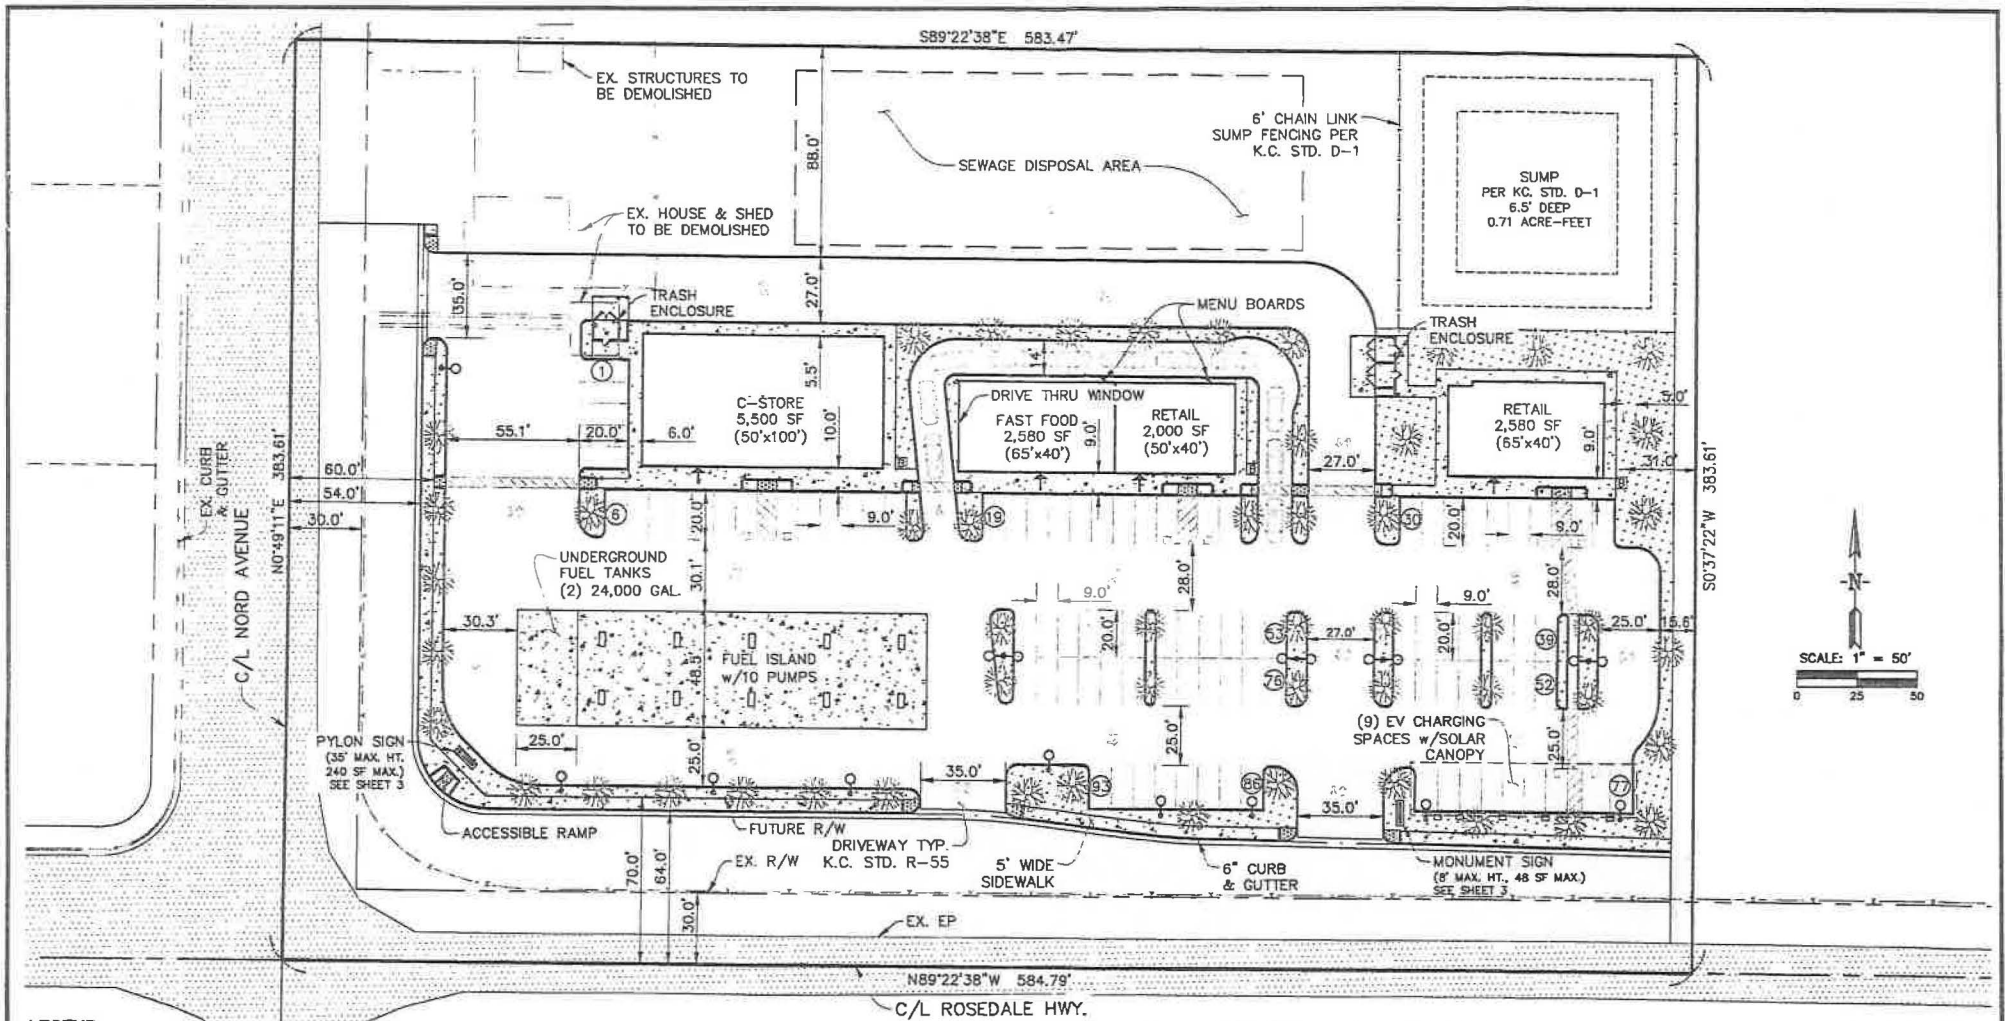 S89°22'38"E 583.47'
EX. STRUCTURES TO
BE DEMOLISHED
88.0'
6' CHAIN LINK
SUMP FENCING PER
K.C. STD. D-1
SEWAGE DISPOSAL AREA
SUMP
PER KC. STD. D-1
6.5' DEEP
0.71 ACRE-FEET
EX. HOUSE & SHED
TO BE DEMOLISHED
35.0'
27.0'
TRASH
ENCLOSURE
MENU BOARDS
TRASH
ENCLOSURE
1
5.5'
C-STORE
5,500 SF
(50'x100')
10.0'
DRIVE THRU WINDOW
FAST FOOD
2,580 SF
(65'x40')
9.0'
RETAIL
2,000 SF
(50'x40')
RETAIL
2,580 SF
(65'x40')
9.0'
5.0'
55.1'
20.0'
6.0'
27.0'
31.0'
EX. CURB
& GUTTER
C/L NORD AVENUE
N0°49'11"E 383.61'
60.0'
54.0'
30.0'
S0°37'22"W 383.61'
6
20.0'
9.0'
19
30
20.0'
9.0'
UNDERGROUND
FUEL TANKS
(2) 24,000 GAL.
30.1'
28.0'
28.0'
9.0'
9.0'
-N-
30.3'
20.0'
53
27.0'
20.0'
39
25.0'
15.6'
FUEL ISLAND
w/10 PUMPS
48.5'
76
52
SCALE: 1" = 50'
0 25 50
PYLON SIGN
(35' MAX. HT.
240 SF MAX.)
SEE SHEET 3
25.0'
25.0'
35.0'
25.0'
(9) EV CHARGING
SPACES w/SOLAR
CANOPY
25.0'
93
86
77
35.0'
ACCESSIBLE RAMP
FUTURE R/W
DRIVEWAY TYP.
K.C. STD. R-55
EX. R/W
5' WIDE
SIDEWALK
6" CURB
& GUTTER
MONUMENT SIGN
(8' MAX. HT., 48 SF MAX.)
SEE SHEET 3
70.0'
64.0'
30.0'
EX. EP
N89°22'38"W 584.79'
C/L ROSEDALE HWY.